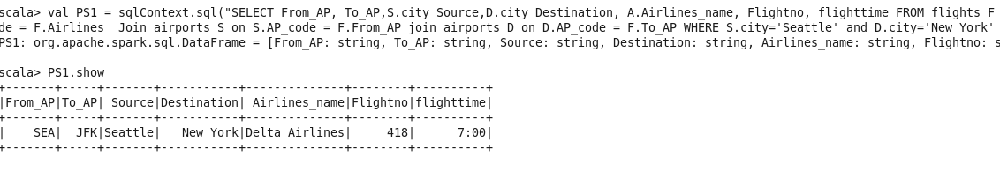 scala> val PS1 = sqlContext.sql("SELECT From_AP, To_AP,S.city Source,D.city Destination, A.Airlines_name, Flightno, flighttime FROM flights F
de = F.Airlines  Join airports S on S.AP_code = F.From_AP join airports D on D.AP_code = F.To_AP WHERE S.city='Seattle' and D.city='New York'
PS1: org.apache.spark.sql.DataFrame = [From_AP: string, To_AP: string, Source: string, Destination: string, Airlines_name: string, Flightno: s
scala> PS1.show
+-------+-----+-------+-----------+--------------+--------+----------+
|From_AP|To_AP| Source|Destination| Airlines_name|Flightno|flighttime|
+-------+-----+-------+-----------+--------------+--------+----------+
|    SEA|  JFK|Seattle|   New York|Delta Airlines|     418|      7:00|
+-------+-----+-------+-----------+--------------+--------+----------+